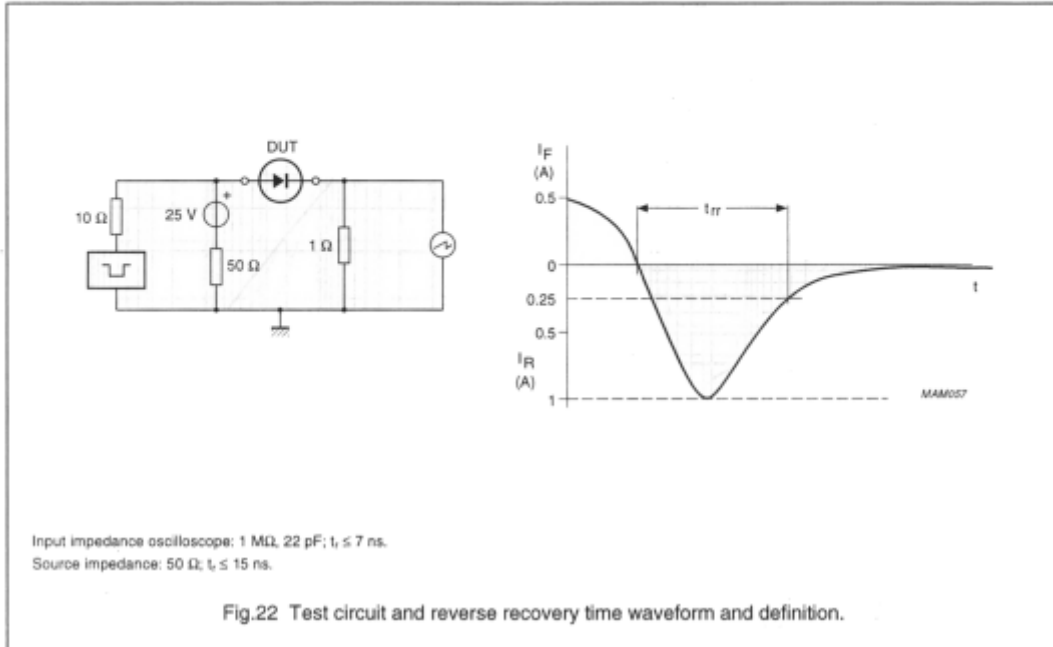 DUT
10 Ω
25 V
+
50 Ω
1 Ω
I_F
(A)
0.5
t_rr
0
t
0.25
0.5
I_R
(A)
1
MAM057
Input impedance oscilloscope: 1 MΩ, 22 pF; t_r ≤ 7 ns.
Source impedance: 50 Ω; t_r ≤ 15 ns.
Fig.22 Test circuit and reverse recovery time waveform and definition.